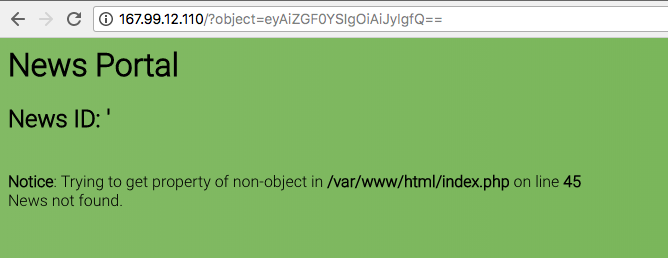 167.99.12.110/?object=eyAiZGF0YSIgOiAiJyIgfQ==
News Portal
News ID: '
Notice: Trying to get property of non-object in /var/www/html/index.php on line 45
News not found.